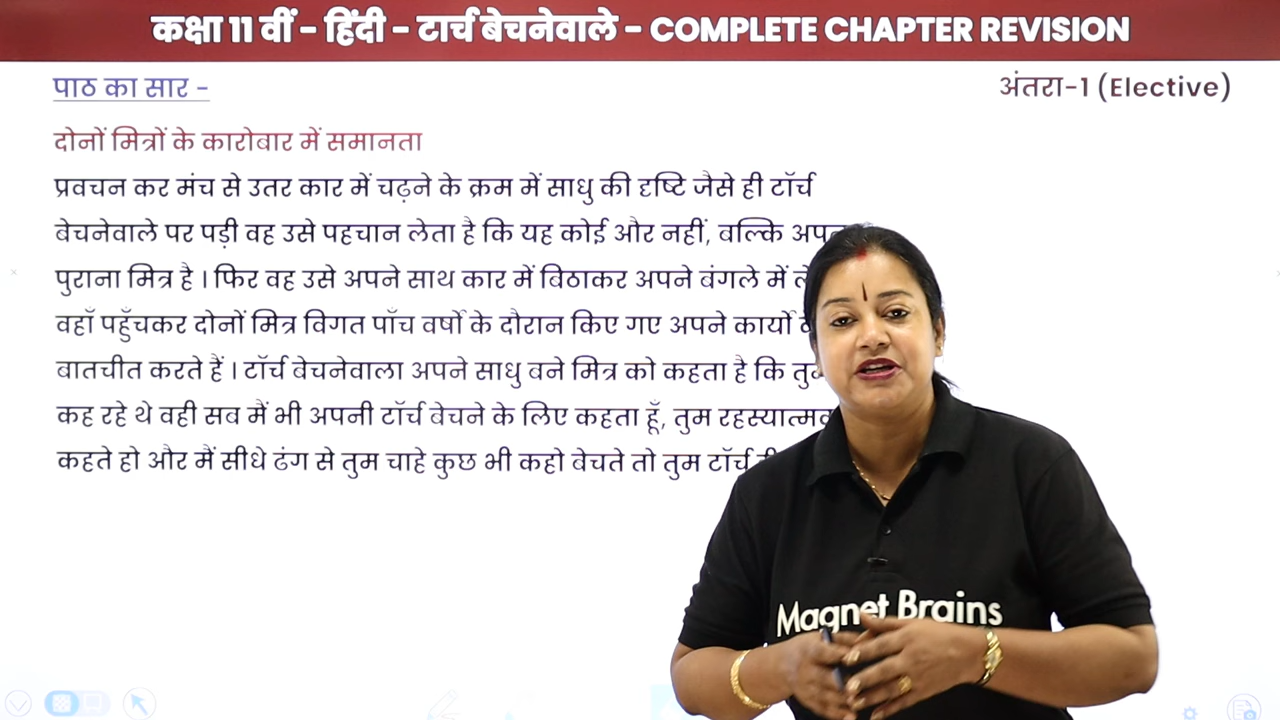 कक्षा 11 वीं - हिंदी - टार्च बेचनेवाले - COMPLETE CHAPTER REVISION
पाठ का सार -
अंतरा-1 (Elective)
दोनों मित्रों के कारोबार में समानता
प्रवचन कर मंच से उतर कार में चढ़ने के क्रम में साधु की दृष्टि जैसे ही टॉर्च
बेचनेवाले पर पड़ी वह उसे पहचान लेता है कि यह कोई और नहीं, बल्कि
पुराना मित्र है । फिर वह उसे अपने साथ कार में बिठाकर अपने बंगले में
वहाँ पहुँचकर दोनों मित्र विगत पाँच वर्षो के दौरान किए गए अपने कार्यो
बातचीत करते हैं । टॉर्च बेचनेवाला अपने साधु बने मित्र को कहता है कि
कह रहे थे वही सब मैं भी अपनी टॉर्च बेचने के लिए कहता हूँ, तुम
कहते हो और मैं सीधे ढंग से तुम चाहे कुछ भी कहो बेचते तो तुम टॉर्च
Magnet Brains